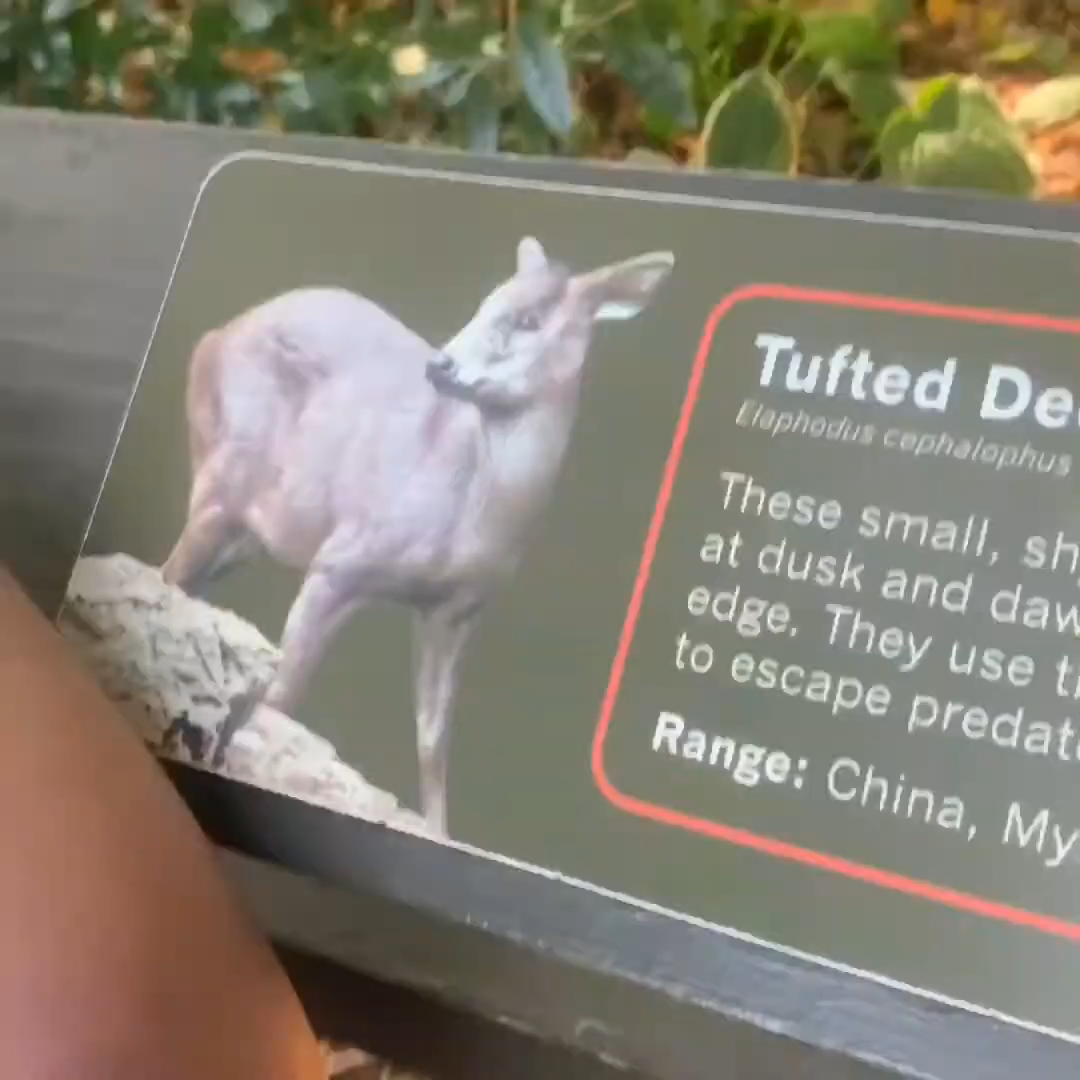 Tufted De
Elaphodus cephalophus
These small, sh
at dusk and daw
edge. They use t
to escape predat
Range: China, My